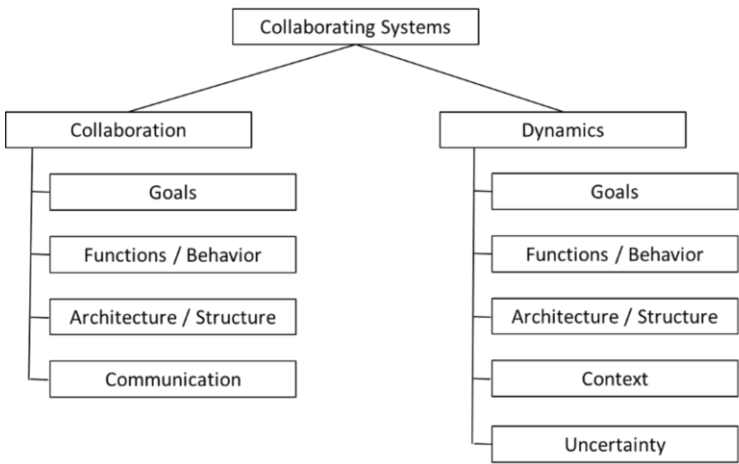 Collaborating Systems
Collaboration
Goals
Functions / Behavior
Architecture / Structure
Communication
Dynamics
Goals
Functions / Behavior
Architecture / Structure
Context
Uncertainty